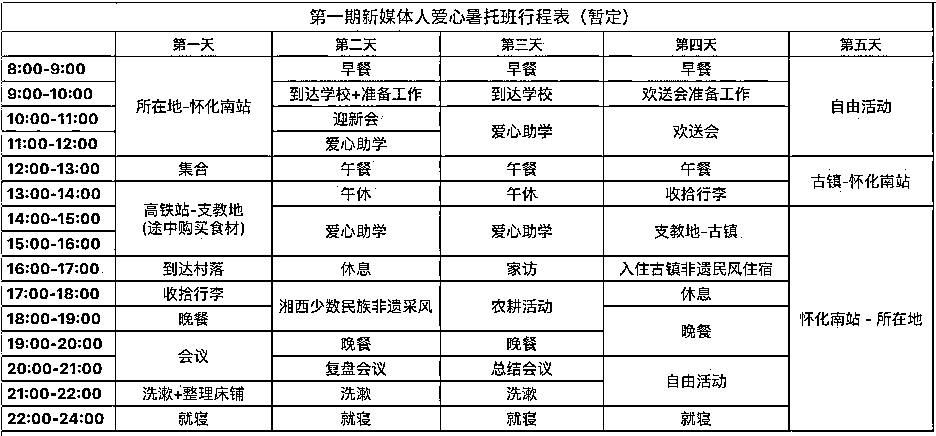 第一期新媒体人爱心暑托班行程表（暂定）
第一天 第二天 第三天 第四天 第五天
8:00-9:00 所在地-怀化南站 早餐 早餐 早餐 自由活动
9:00-10:00 到达学校+准备工作 到达学校 欢送会准备工作
10:00-11:00 迎新会 爱心助学 欢送会
11:00-12:00 爱心助学
12:00-13:00 集合 午餐 午餐 午餐 古镇-怀化南站
13:00-14:00 高铁站-支教地 午休 午休 收拾行李
(途中购买食材)
14:00-15:00 爱心助学 爱心助学 支教地-古镇 怀化南站 - 所在地
15:00-16:00
16:00-17:00 到达村落 休息 家访 入住古镇非遗民风住宿
17:00-18:00 收拾行李 湘西少数民族非遗采风 农耕活动 休息
18:00-19:00 晚餐 晚餐
19:00-20:00 会议 晚餐 晚餐
20:00-21:00 复盘会议 总结会议 自由活动
21:00-22:00 洗漱+整理床铺 洗漱 洗漱
22:00-24:00 就寝 就寝 就寝 就寝